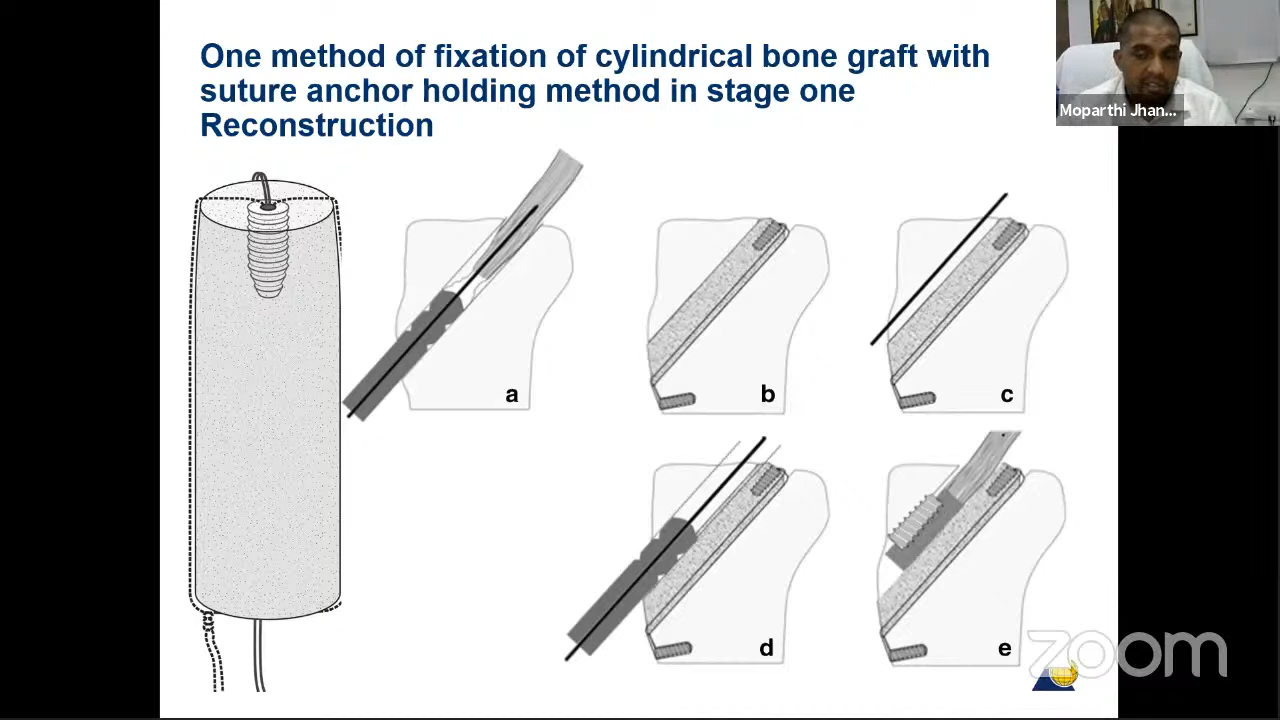 One method of fixation of cylindrical bone graft with
suture anchor holding method in stage one
Reconstruction
Moparthi Jhan...
a
b
c
d
e
zoom